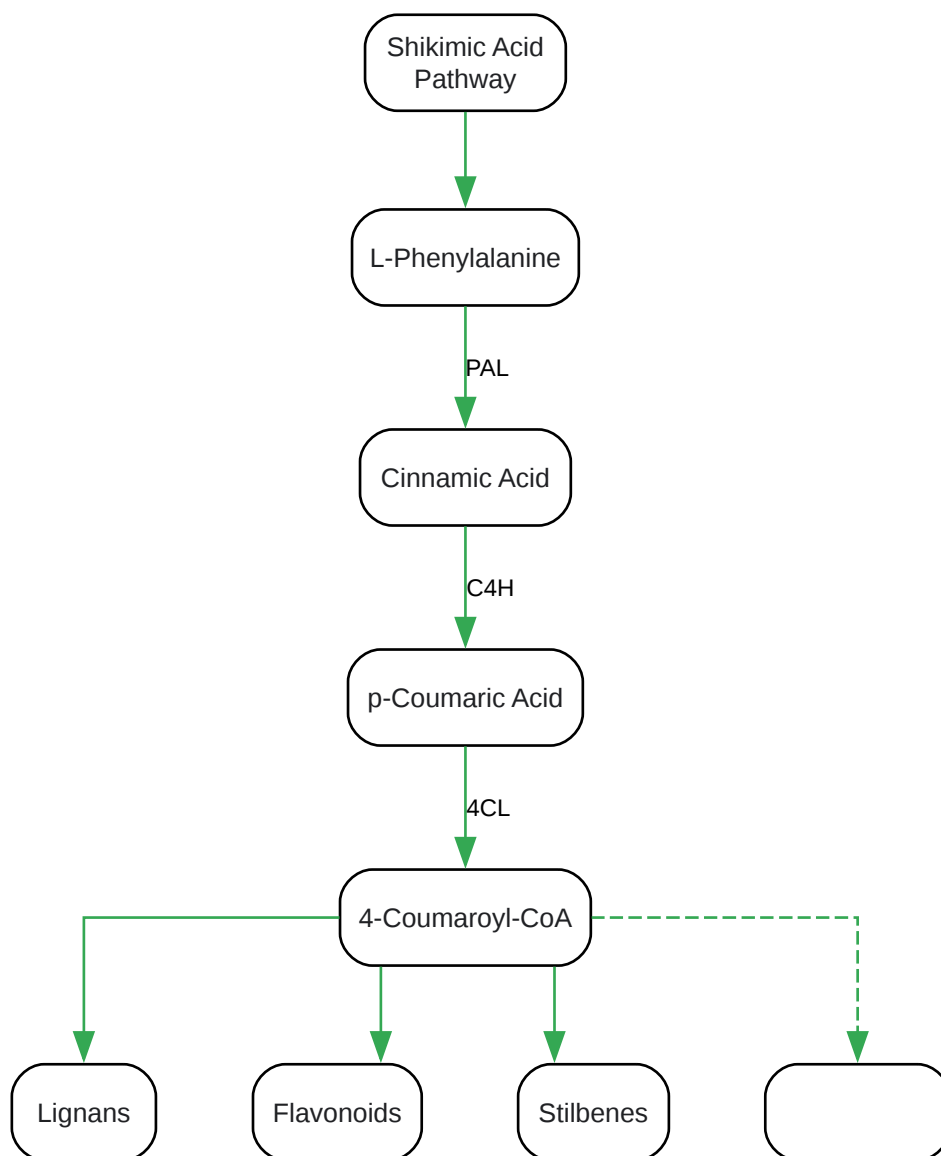 Shikimic Acid
Pathway
L-Phenylalanine
PAL
Cinnamic Acid
C4H
p-Coumaric Acid
4CL
4-Coumaroyl-CoA
Lignans
Flavonoids
Stilbenes